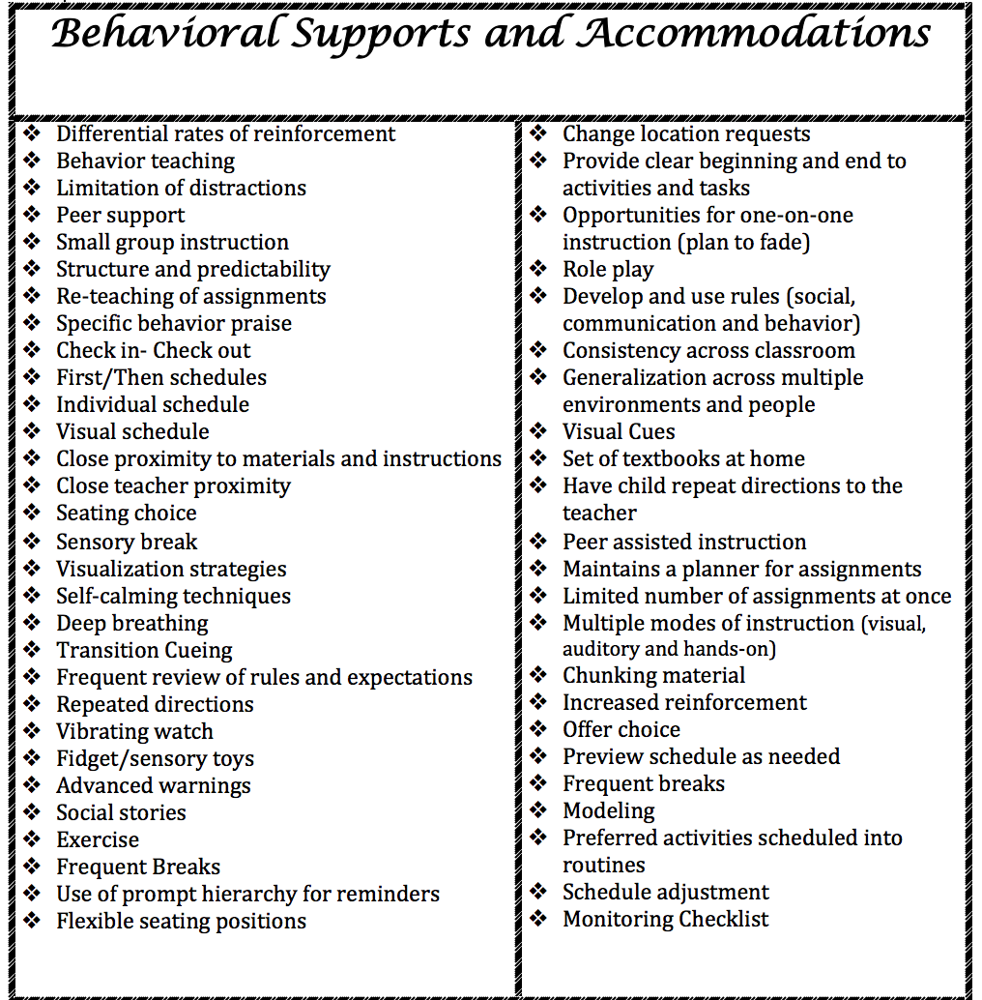 Behavioral Supports and Accommodations
❖ Differential rates of reinforcement
❖ Behavior teaching
❖ Limitation of distractions
❖ Peer support
❖ Small group instruction
❖ Structure and predictability
❖ Re-teaching of assignments
❖ Specific behavior praise
❖ Check in- Check out
❖ First/Then schedules
❖ Individual schedule
❖ Visual schedule
❖ Close proximity to materials and instructions
❖ Close teacher proximity
❖ Seating choice
❖ Sensory break
❖ Visualization strategies
❖ Self-calming techniques
❖ Deep breathing
❖ Transition Cueing
❖ Frequent review of rules and expectations
❖ Repeated directions
❖ Vibrating watch
❖ Fidget/sensory toys
❖ Advanced warnings
❖ Social stories
❖ Exercise
❖ Frequent Breaks
❖ Use of prompt hierarchy for reminders
❖ Flexible seating positions
❖ Change location requests
❖ Provide clear beginning and end to
activities and tasks
❖ Opportunities for one-on-one
instruction (plan to fade)
❖ Role play
❖ Develop and use rules (social,
communication and behavior)
❖ Consistency across classroom
❖ Generalization across multiple
environments and people
❖ Visual Cues
❖ Set of textbooks at home
❖ Have child repeat directions to the
teacher
❖ Peer assisted instruction
❖ Maintains a planner for assignments
❖ Limited number of assignments at once
❖ Multiple modes of instruction (visual,
auditory and hands-on)
❖ Chunking material
❖ Increased reinforcement
❖ Offer choice
❖ Preview schedule as needed
❖ Frequent breaks
❖ Modeling
❖ Preferred activities scheduled into
routines
❖ Schedule adjustment
❖ Monitoring Checklist